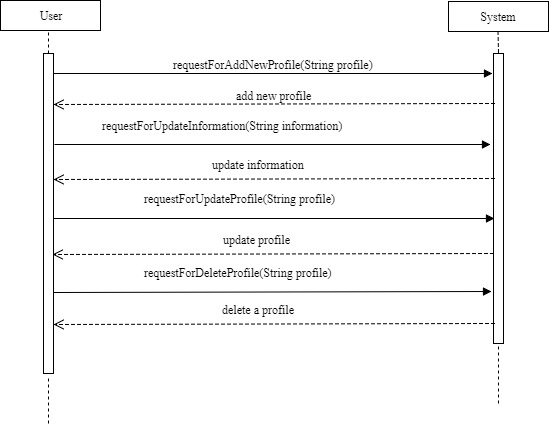 User
System
requestForAddNewProfile(String profile)
add new profile
requestForUpdateInformation(String information)
update information
requestForUpdateProfile(String profile)
update profile
requestForDeleteProfile(String profile)
delete a profile